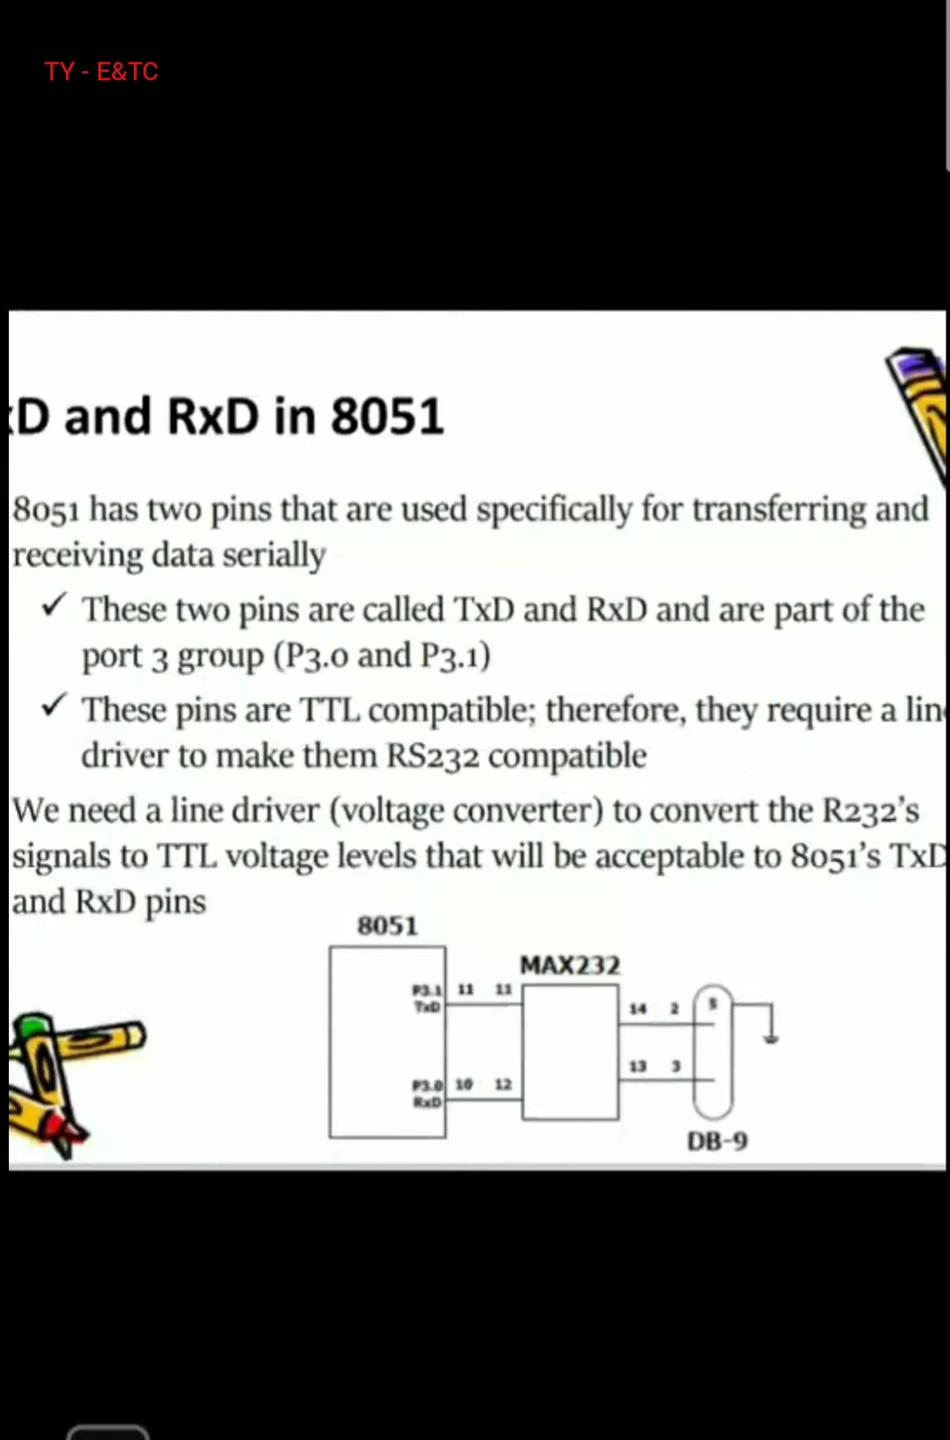 TY - E&TC
D and RxD in 8051
8051 has two pins that are used specifically for transferring and
receiving data serially
✓ These two pins are called TxD and RxD and are part of the
port 3 group (P3.0 and P3.1)
✓ These pins are TTL compatible; therefore, they require a lin
driver to make them RS232 compatible
We need a line driver (voltage converter) to convert the R232's
signals to TTL voltage levels that will be acceptable to 8051's TxD
and RxD pins
8051
MAX232
P3.1 11 11
TxD
14 2 5
13 3
P3.0 10 12
RxD
DB-9